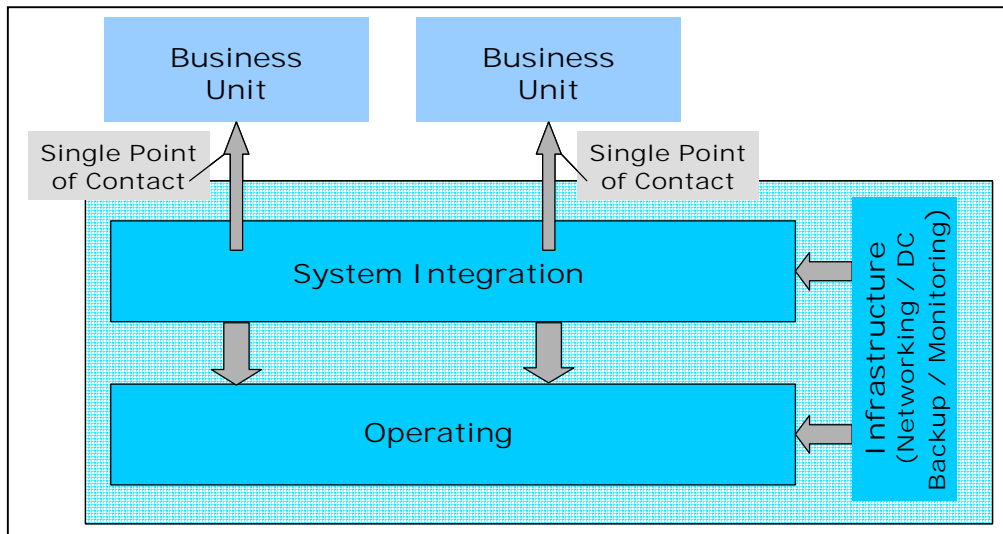 Business
Unit
Business
Unit
Single Point
of Contact
Single Point
of Contact
System Integration
Operating
Infrastructure
(Networking / DC
Backup / Monitoring)